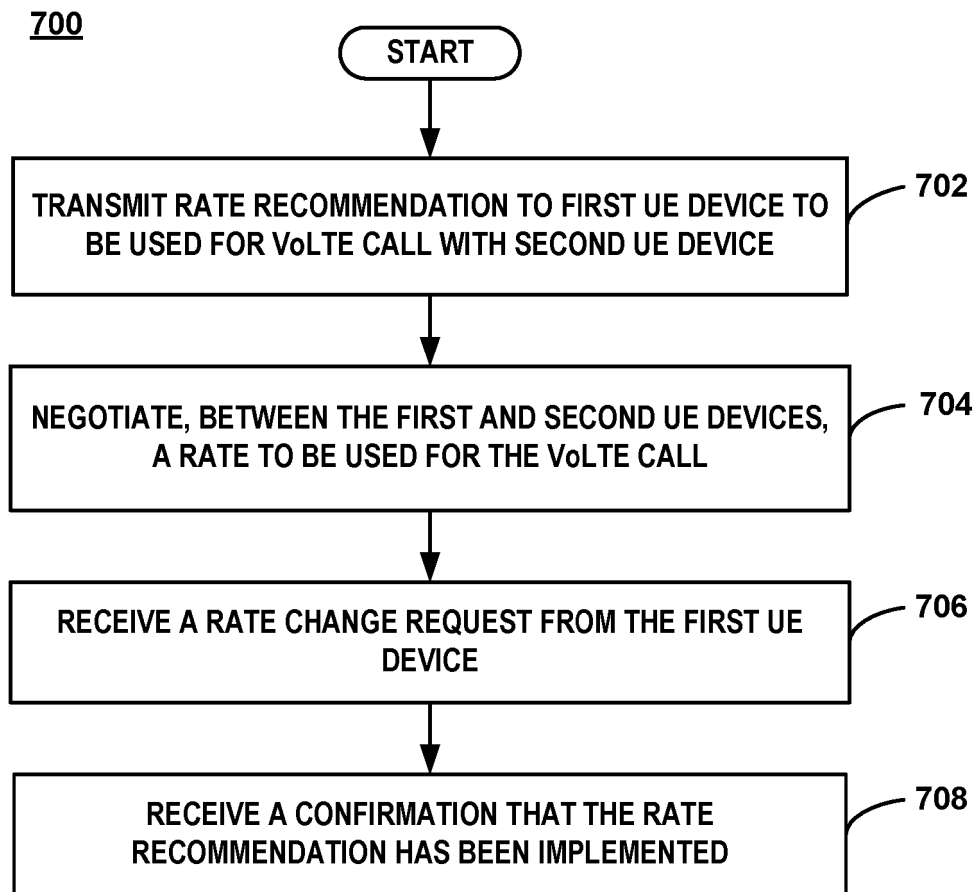 700
START
TRANSMIT RATE RECOMMENDATION TO FIRST UE DEVICE TO
BE USED FOR VoLTE CALL WITH SECOND UE DEVICE
702
NEGOTIATE, BETWEEN THE FIRST AND SECOND UE DEVICES,
A RATE TO BE USED FOR THE VoLTE CALL
704
RECEIVE A RATE CHANGE REQUEST FROM THE FIRST UE
DEVICE
706
RECEIVE A CONFIRMATION THAT THE RATE
RECOMMENDATION HAS BEEN IMPLEMENTED
708